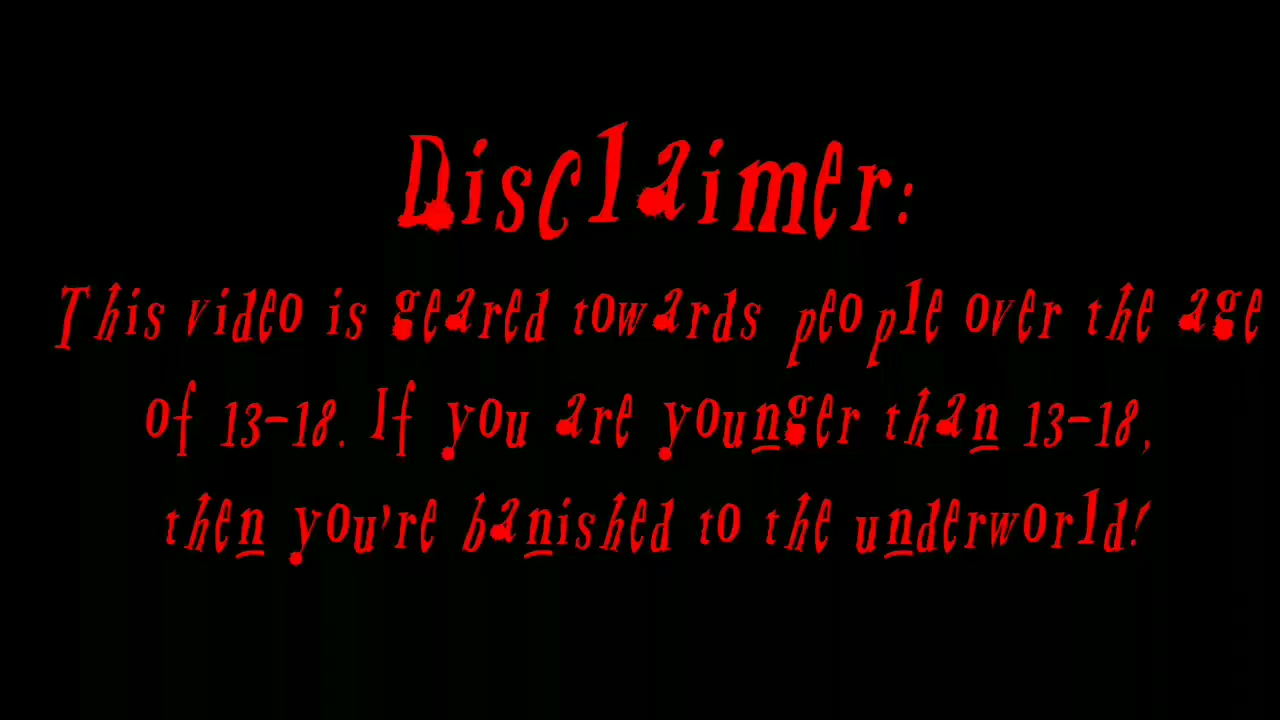 Disclaimer:
This video is geared towards people over the age
of 13-18. If you are younger than 13-18,
then you're banished to the underworld!